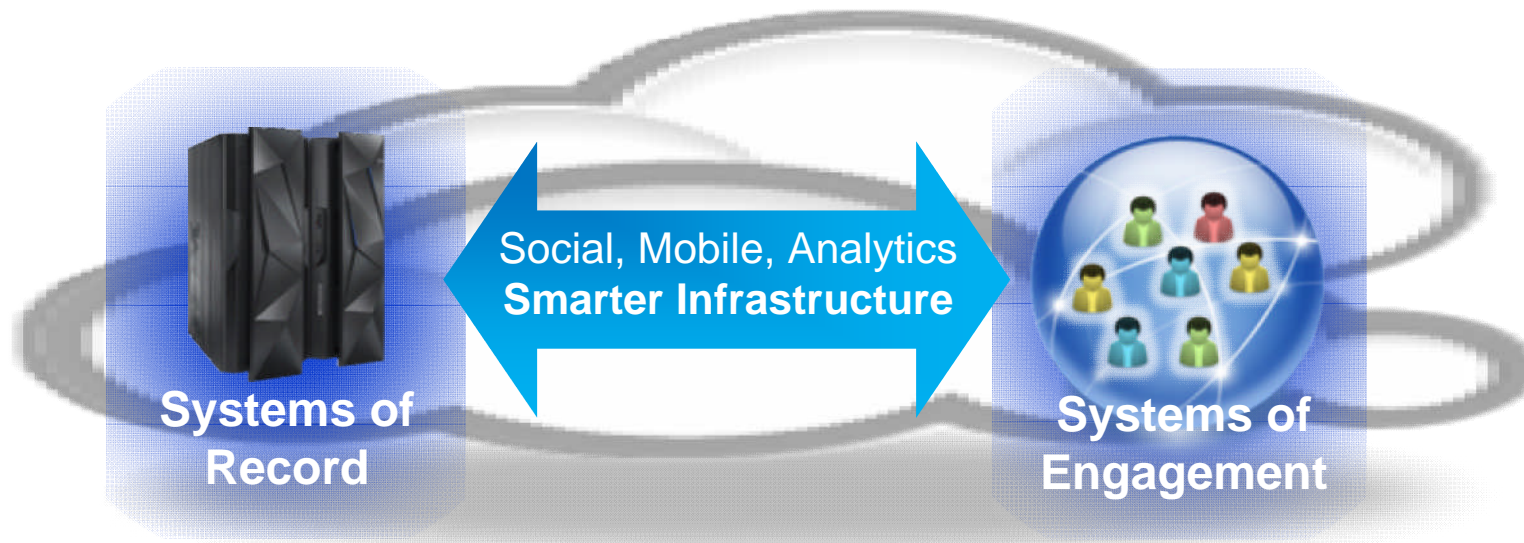 Social, Mobile, Analytics
Smarter Infrastructure
Systems of
Record
Systems of
Engagement